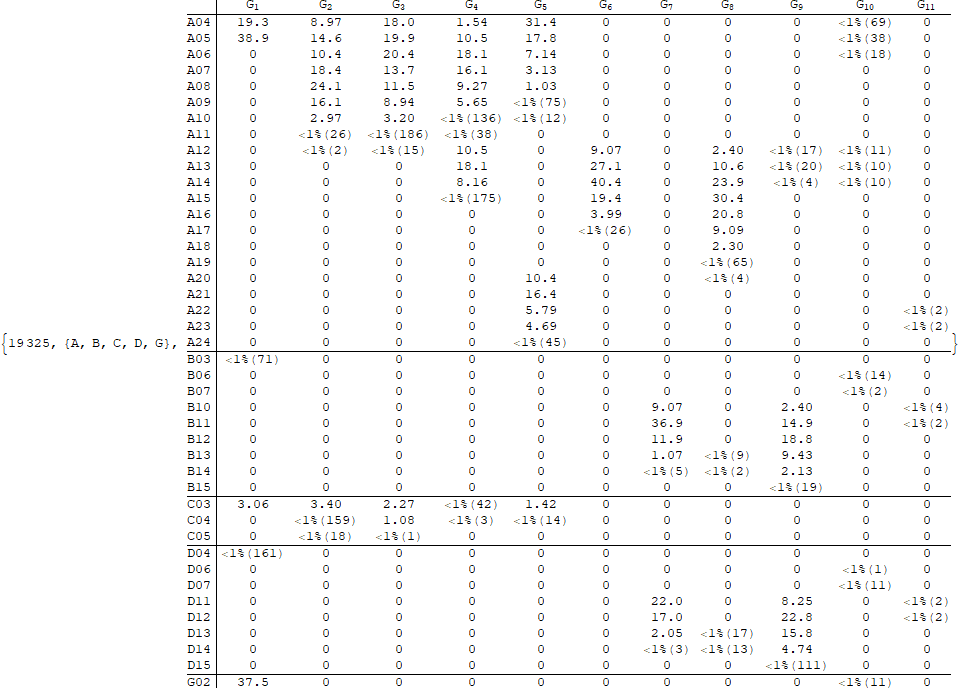 G1 G2 G3 G4 G5 G6 G7 G8 G9 G10 G11
A04 19.3 8.97 18.0 1.54 31.4 0 0 0 0 <1%(69) 0
A05 38.9 14.6 19.9 10.5 17.8 0 0 0 0 <1%(38) 0
A06 0 10.4 20.4 18.1 7.14 0 0 0 0 <1%(18) 0
A07 0 18.4 13.7 16.1 3.13 0 0 0 0 0 0
A08 0 24.1 11.5 9.27 1.03 0 0 0 0 0 0
A09 0 16.1 8.94 5.65 <1%(75) 0 0 0 0 0 0
A10 0 2.97 3.20 <1%(136) <1%(12) 0 0 0 0 0 0
A11 0 <1%(26) <1%(186) <1%(38) 0 0 0 0 0 0 0
A12 0 <1%(2) <1%(15) 10.5 0 9.07 0 2.40 <1%(17) <1%(11) 0
A13 0 0 0 18.1 0 27.1 0 10.6 <1%(20) <1%(10) 0
A14 0 0 0 8.16 0 40.4 0 23.9 <1%(4) <1%(10) 0
A15 0 0 0 <1%(175) 0 19.4 0 30.4 0 0 0
A16 0 0 0 0 0 3.99 0 20.8 0 0 0
A17 0 0 0 0 0 <1%(26) 0 9.09 0 0 0
A18 0 0 0 0 0 0 0 2.30 0 0 0
A19 0 0 0 0 0 0 0 <1%(65) 0 0 0
A20 0 0 0 0 10.4 0 0 <1%(4) 0 0 0
A21 0 0 0 0 16.4 0 0 0 0 0 0
A22 0 0 0 0 5.79 0 0 0 0 0 <1%(2)
A23 0 0 0 0 4.69 0 0 0 0 0 <1%(2)
{19325, {A, B, C, D, G}, A24 0 0 0 0 <1%(45) 0 0 0 0 0 0 }
B03 <1%(71) 0 0 0 0 0 0 0 0 0 0
B06 0 0 0 0 0 0 0 0 0 <1%(14) 0
B07 0 0 0 0 0 0 0 0 0 <1%(2) 0
B10 0 0 0 0 0 0 9.07 0 2.40 0 <1%(4)
B11 0 0 0 0 0 0 36.9 0 14.9 0 <1%(2)
B12 0 0 0 0 0 0 11.9 0 18.8 0 0
B13 0 0 0 0 0 0 1.07 <1%(9) 9.43 0 0
B14 0 0 0 0 0 0 <1%(5) <1%(2) 2.13 0 0
B15 0 0 0 0 0 0 0 0 <1%(19) 0 0
C03 3.06 3.40 2.27 <1%(42) 1.42 0 0 0 0 0 0
C04 0 <1%(159) 1.08 <1%(3) <1%(14) 0 0 0 0 0 0
C05 0 <1%(18) <1%(1) 0 0 0 0 0 0 0 0
D04 <1%(161) 0 0 0 0 0 0 0 0 0 0
D06 0 0 0 0 0 0 0 0 0 <1%(1) 0
D07 0 0 0 0 0 0 0 0 0 <1%(11) 0
D11 0 0 0 0 0 0 22.0 0 8.25 0 <1%(2)
D12 0 0 0 0 0 0 17.0 0 22.8 0 <1%(2)
D13 0 0 0 0 0 0 2.05 <1%(17) 15.8 0 0
D14 0 0 0 0 0 0 <1%(3) <1%(13) 4.74 0 0
D15 0 0 0 0 0 0 0 0 <1%(111) 0 0
G02 37.5 0 0 0 0 0 0 0 0 <1%(11) 0